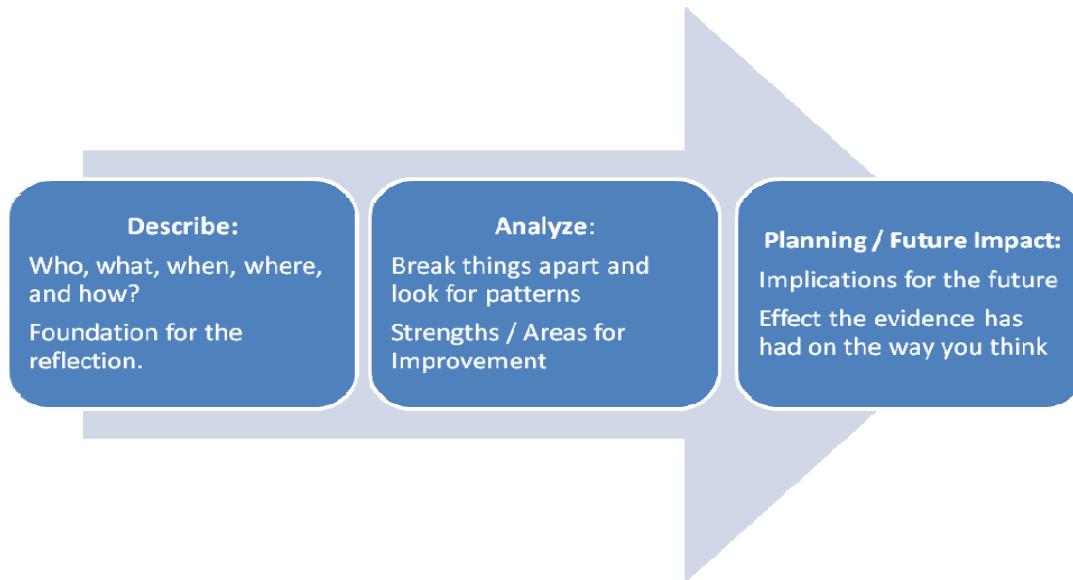 Describe:
Who, what, when, where,
and how?
Foundation for the
reflection.
Analyze:
Break things apart and
look for patterns
Strengths / Areas for
Improvement
Planning / Future Impact:
Implications for the future
Effect the evidence has
had on the way you think